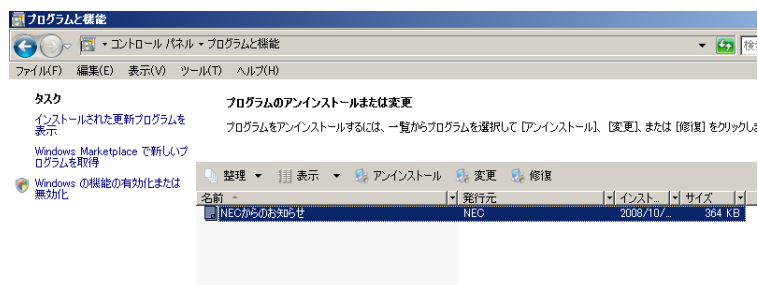 プログラムと機能
コントロール パネル プログラムと機能
ファイル(F) 編集(E) 表示(V) ツール(T) ヘルプ(H)
タスク
インストールされた更新プログラムを
表示
Windows Marketplace で新しいプ
ログラムを取得
Windows の機能の有効化または
無効化
プログラムのアンインストールまたは変更
プログラムをアンインストールするには、一覧からプログラムを選択して [アンインストール]、[変更]、または [修復] をクリックしま
整理 表示 アンインストール 変更 修復
名前 発行元 インスト... サイズ
NECからのお知らせ NEC 2008/10/... 364 KB